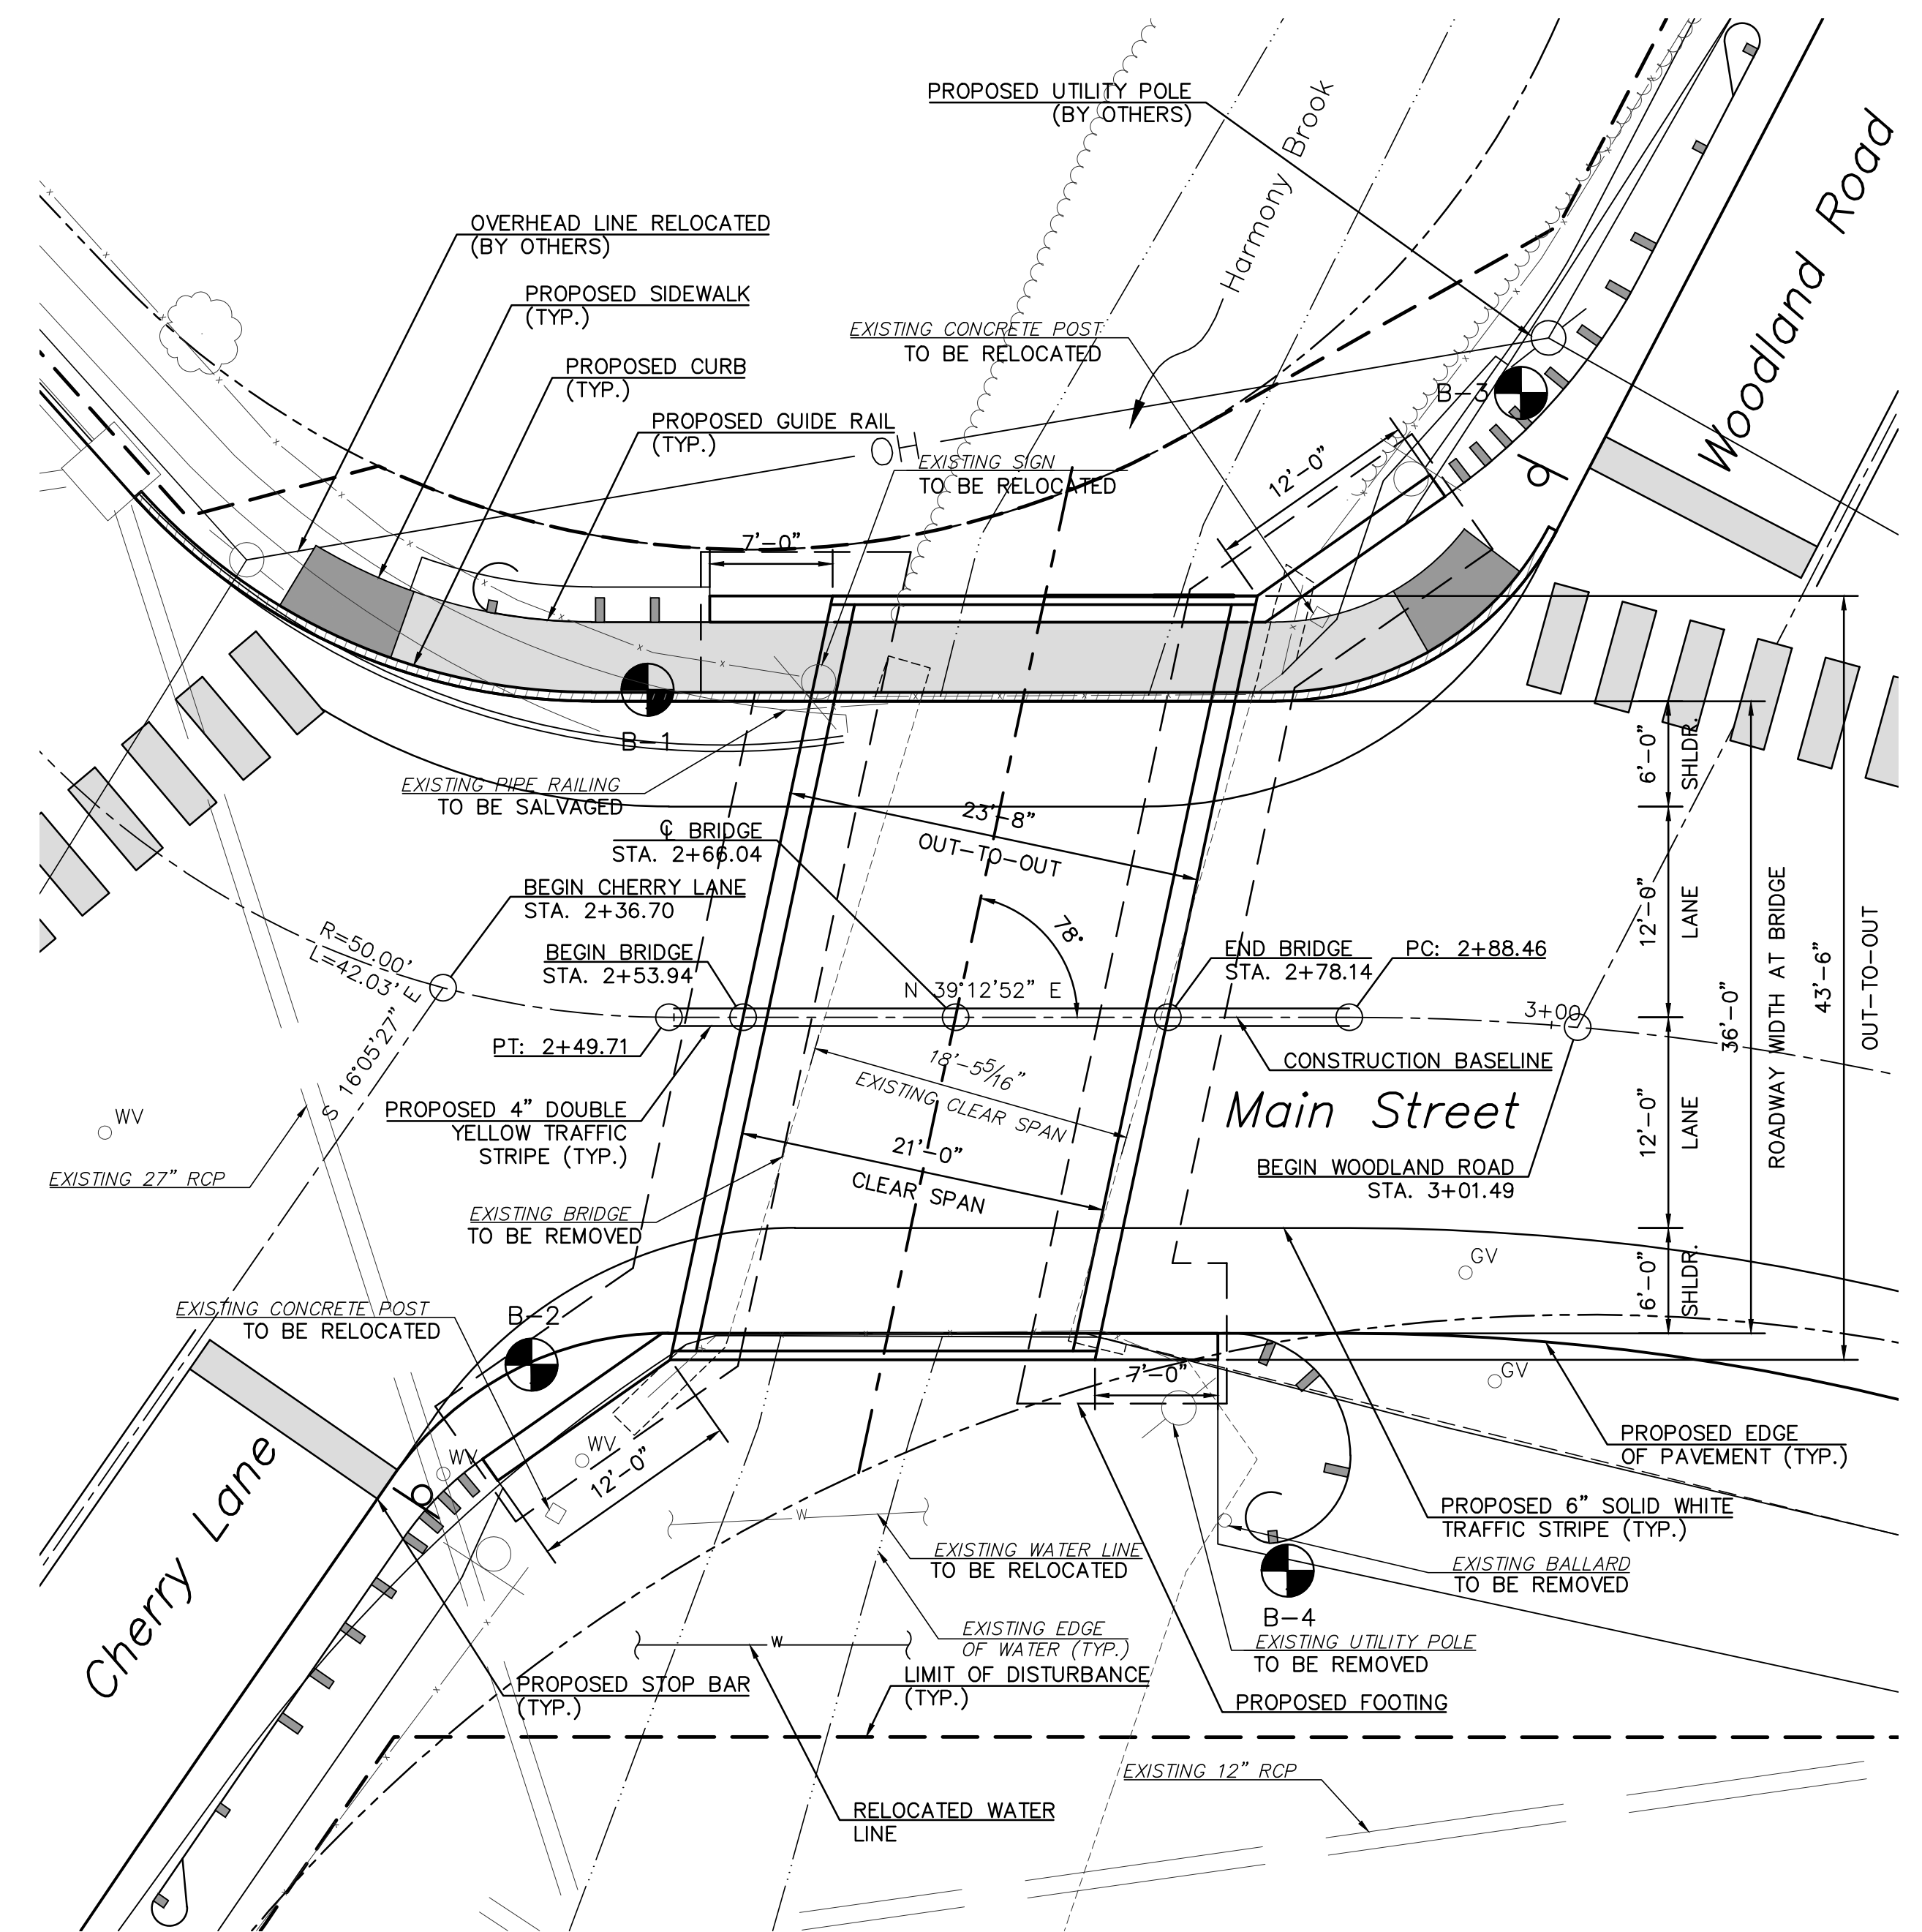 PROPOSED UTILITY POLE
(BY OTHERS)
Harmony Brook
Woodland Road
OVERHEAD LINE RELOCATED
(BY OTHERS)
PROPOSED SIDEWALK
(TYP.)
EXISTING CONCRETE POST
TO BE RELOCATED
PROPOSED CURB
(TYP.)
B-3
PROPOSED GUIDE RAIL
(TYP.)
OH
EXISTING SIGN
TO BE RELOCATED
12'-0"
7'-0"
B-1
EXISTING PIPE RAILING
TO BE SALVAGED
6'-0"
SHLDR.
23'-8"
OUT-TO-OUT
℄ BRIDGE
STA. 2+66.04
BEGIN CHERRY LANE
STA. 2+36.70
12'-0"
LANE
R=50.00'
L=42.03'
E
78°
BEGIN BRIDGE
STA. 2+53.94
END BRIDGE
STA. 2+78.14
PC: 2+88.46
N 39°12'52" E
3+00
36'-0"
ROADWAY WIDTH AT BRIDGE
43'-6"
OUT-TO-OUT
PT: 2+49.71
S 16°05'27"
18'-5 5/16"
EXISTING CLEAR SPAN
CONSTRUCTION BASELINE
WV
PROPOSED 4" DOUBLE
YELLOW TRAFFIC
STRIPE (TYP.)
Main Street
12'-0"
LANE
21'-0"
CLEAR SPAN
EXISTING 27" RCP
BEGIN WOODLAND ROAD
STA. 3+01.49
EXISTING BRIDGE
TO BE REMOVED
GV
6'-0"
SHLDR.
EXISTING CONCRETE POST
TO BE RELOCATED
B-2
7'-0"
GV
WV
WV
12'-0"
PROPOSED EDGE
OF PAVEMENT (TYP.)
Cherry Lane
W
PROPOSED 6" SOLID WHITE
TRAFFIC STRIPE (TYP.)
EXISTING WATER LINE
TO BE RELOCATED
EXISTING BALLARD
TO BE REMOVED
B-4
EXISTING EDGE
OF WATER (TYP.)
W
EXISTING UTILITY POLE
TO BE REMOVED
PROPOSED STOP BAR
(TYP.)
LIMIT OF DISTURBANCE
(TYP.)
PROPOSED FOOTING
EXISTING 12" RCP
RELOCATED WATER
LINE